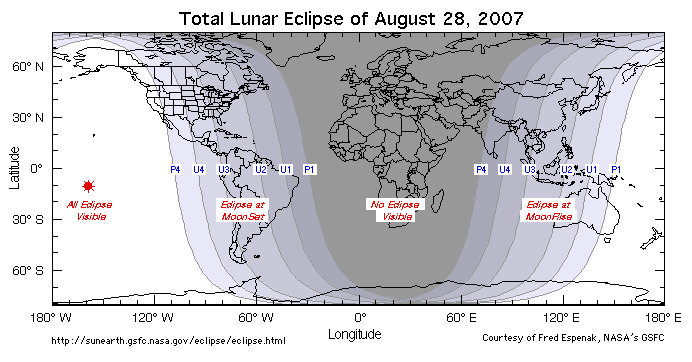 Total Lunar Eclipse of August 28, 2007
60° N
30° N
0°
30° S
60° S
Latitude
P4 U4 U3 U2 U1 P1
P4 U4 U3 U2 U1 P1
All Eclipse
Visible
Eclipse at
MoonSet
No Eclipse
Visible
Eclipse at
MoonRise
180° W 120° W 60° W 0° 60° E 120° E 180° E
Longitude
http://sunearth.gsfc.nasa.gov/eclipse/eclipse.html
Courtesy of Fred Espenak, NASA's GSFC